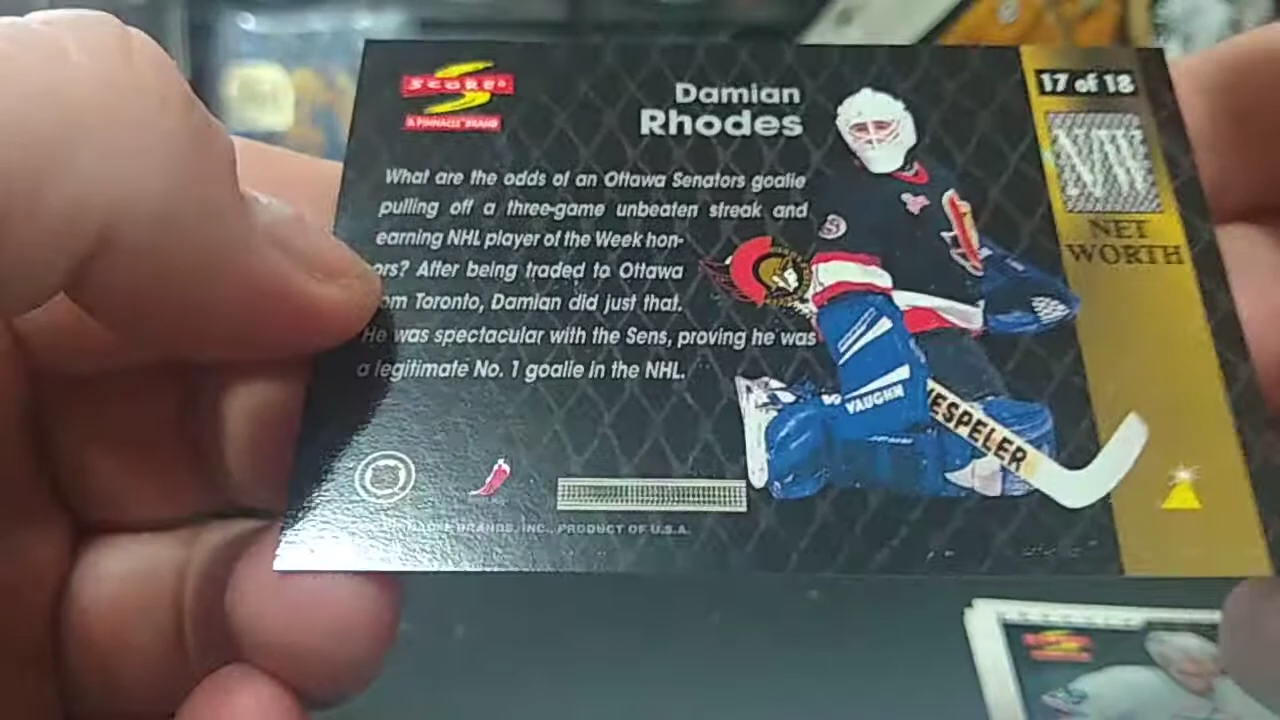 SCORE
A PINNACLE BRAND
Damian
Rhodes
17 of 18
NW
NET
WORTH
What are the odds of an Ottawa Senators goalie
pulling off a three-game unbeaten streak and
earning NHL player of the Week hon-
ors? After being traded to Ottawa
om Toronto, Damian did just that.
He was spectacular with the Sens, proving he was
a legitimate No. 1 goalie in the NHL.
VAUGHN
ESPELER
BRANDS, INC., PRODUCT OF U.S.A.